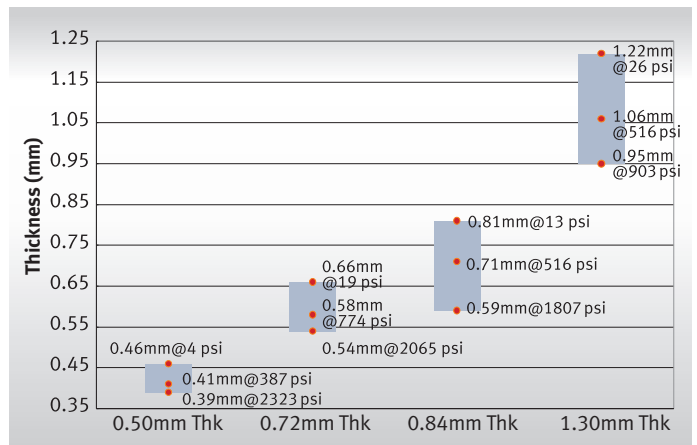 Thickness (mm)
1.25
1.15
1.05
0.95
0.85
0.75
0.65
0.55
0.45
0.35
0.46mm@4 psi
0.41mm@387 psi
0.39mm@2323 psi
0.66mm
@19 psi
0.58mm
@774 psi
0.54mm@2065 psi
0.81mm@13 psi
0.71mm@516 psi
0.59mm@1807 psi
1.22mm
@26 psi
1.06mm
@516 psi
0.95mm
@903 psi
0.50mm Thk
0.72mm Thk
0.84mm Thk
1.30mm Thk